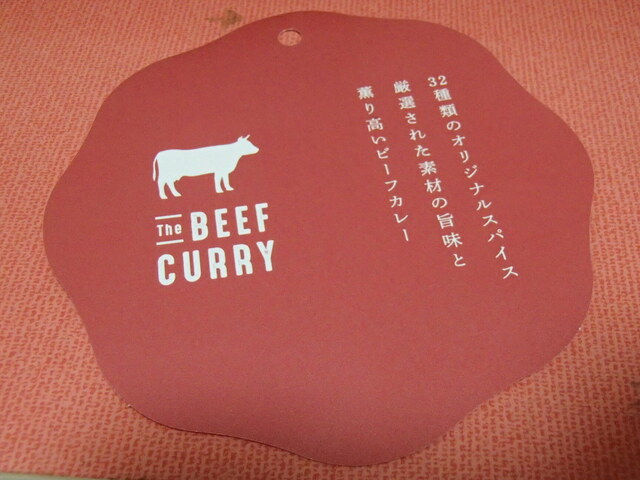 32種類のオリジナルスパイス
厳選された素材の旨味と
薫り高いビーフカレー
The BEEF
CURRY